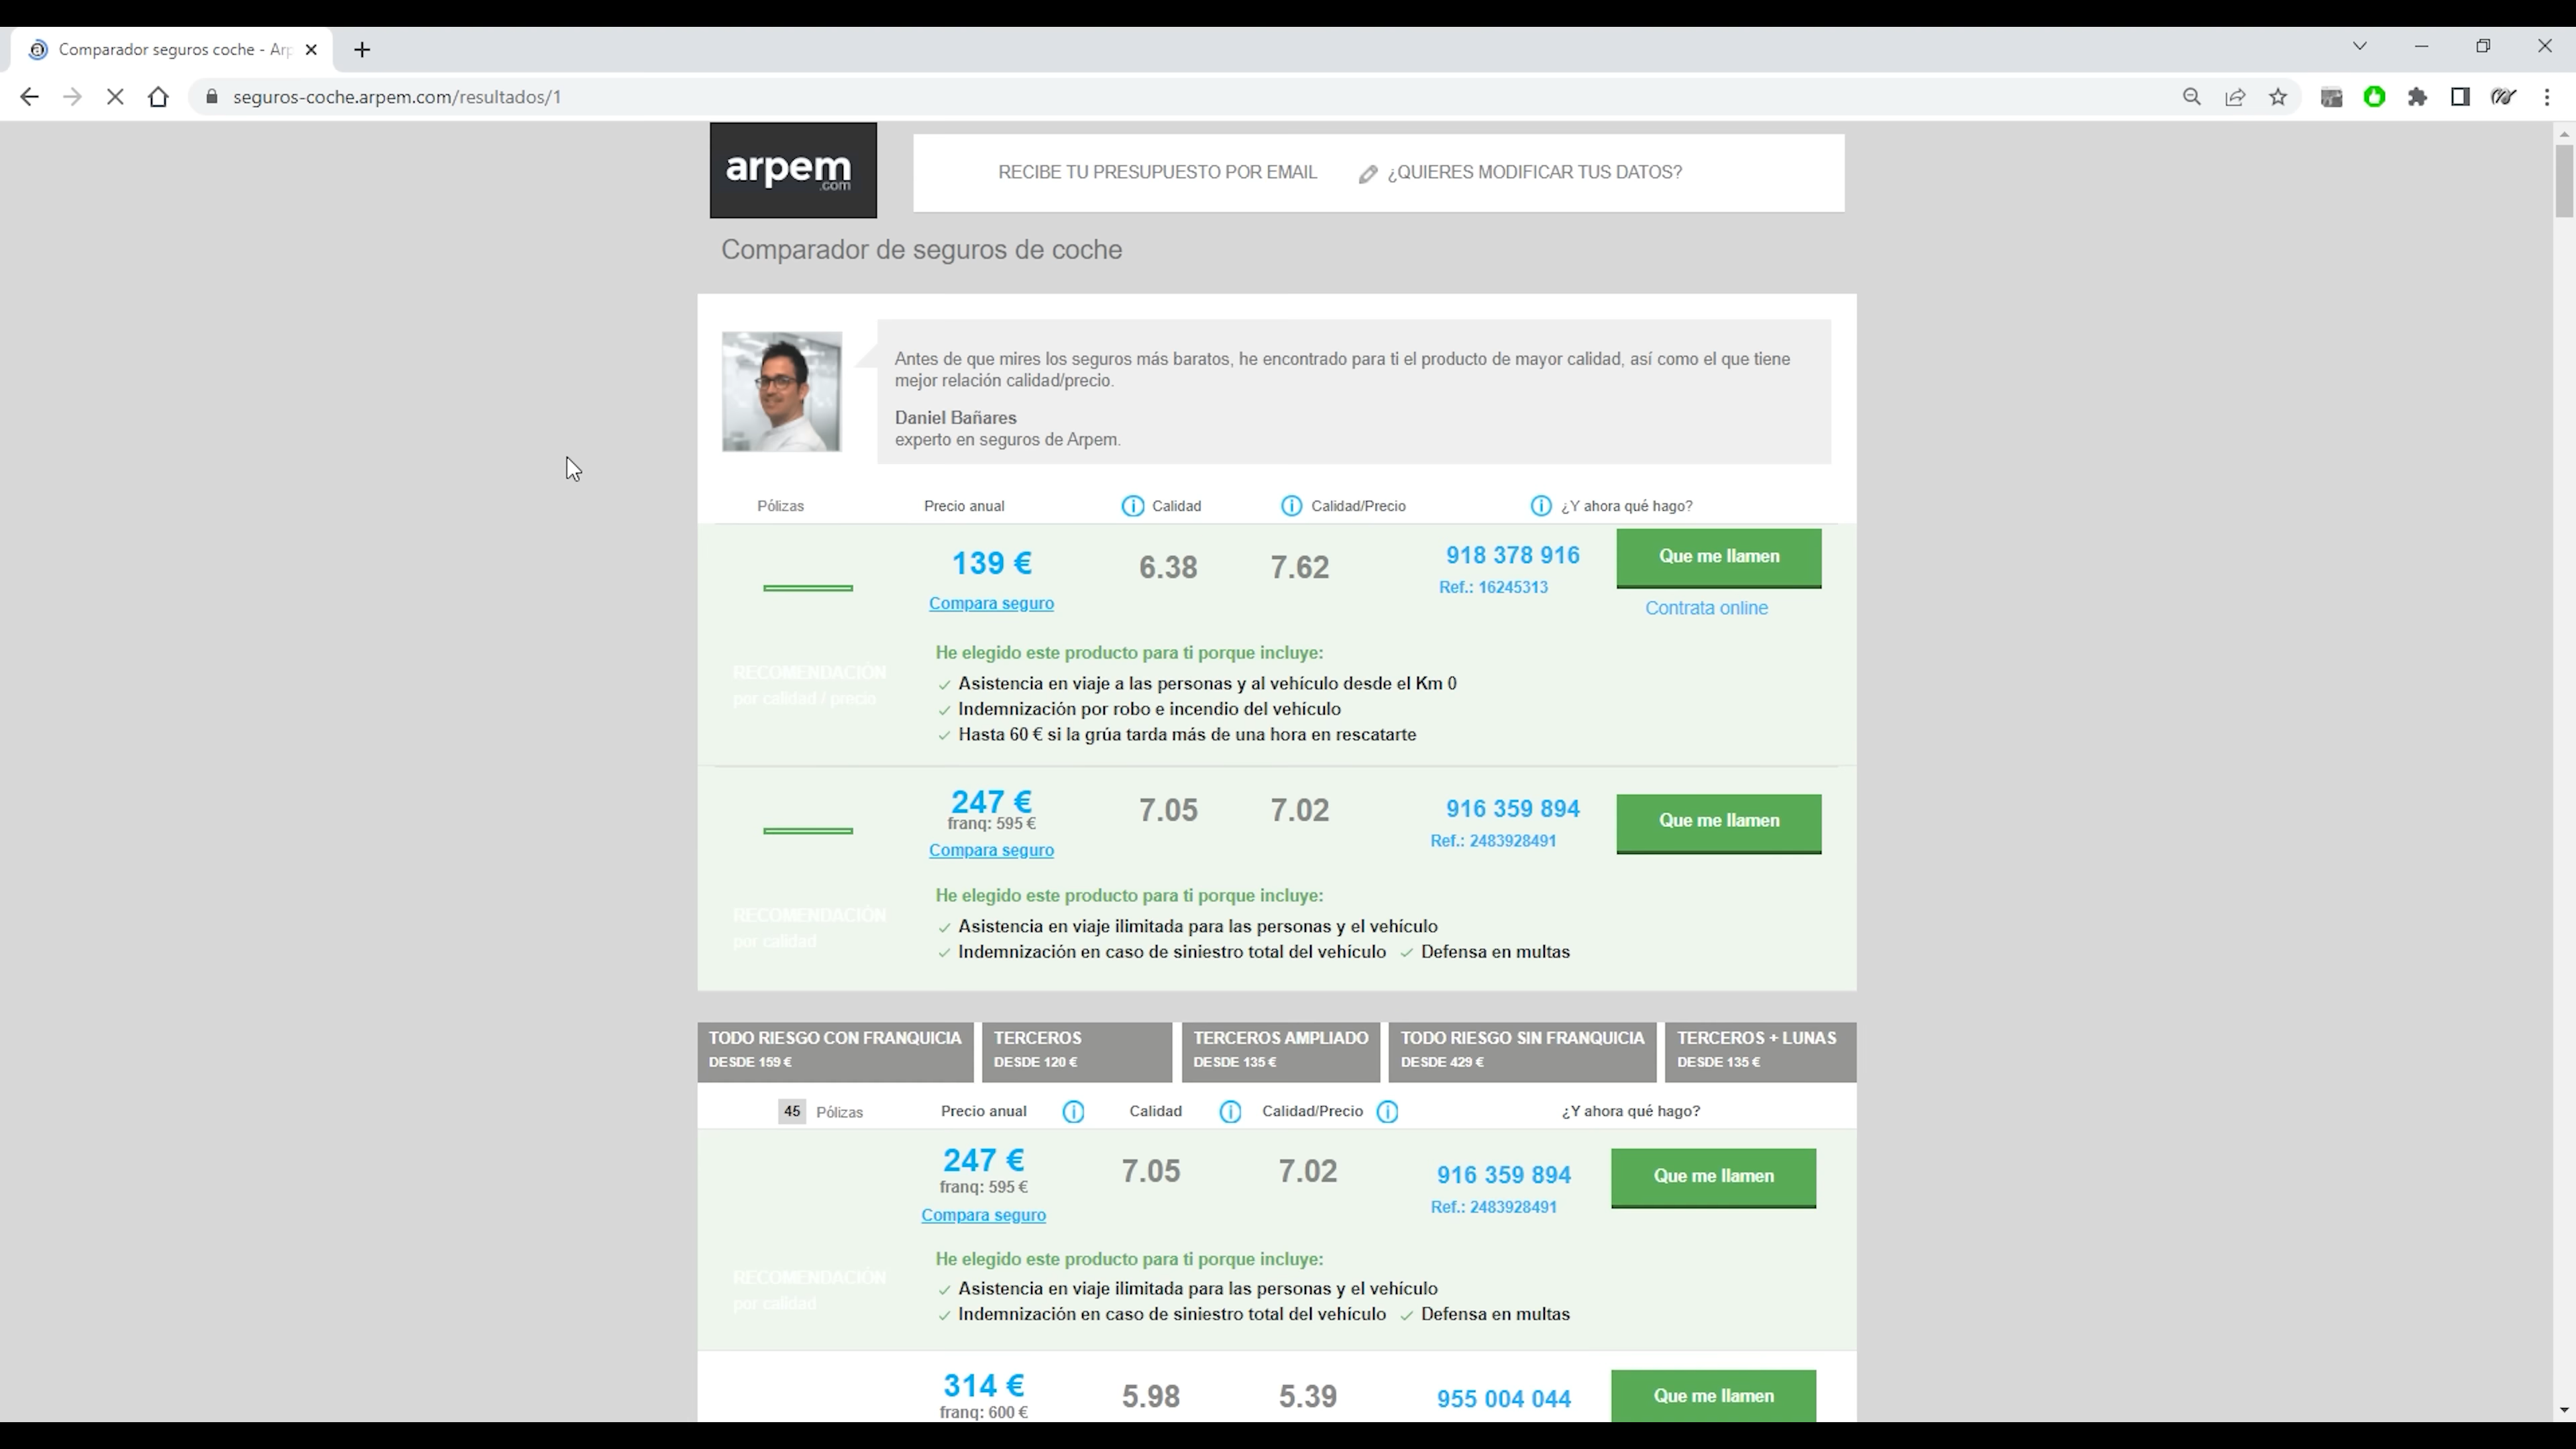 Comparador seguros coche - Arp
seguros-coche.arpem.com/resultados/1
arpem
.com
RECIBE TU PRESUPUESTO POR EMAIL
¿QUIERES MODIFICAR TUS DATOS?
Comparador de seguros de coche
Antes de que mires los seguros más baratos, he encontrado para ti el producto de mayor calidad, así como el que tiene
mejor relación calidad/precio.
Daniel Bañares
experto en seguros de Arpem.
Pólizas Precio anual Calidad Calidad/Precio ¿Y ahora qué hago?
139 € 6.38 7.62 918 378 916 Que me llamen
Compara seguro Ref.: 16245313 Contrata online
RECOMENDACIÓN
por calidad / precio
He elegido este producto para ti porque incluye:
Asistencia en viaje a las personas y al vehículo desde el Km 0
Indemnización por robo e incendio del vehículo
Hasta 60 € si la grúa tarda más de una hora en rescatarte
247 € 7.05 7.02 916 359 894 Que me llamen
franq: 595 € Ref.: 2483928491
Compara seguro
RECOMENDACIÓN
por calidad
He elegido este producto para ti porque incluye:
Asistencia en viaje ilimitada para las personas y el vehículo
Indemnización en caso de siniestro total del vehículo Defensa en multas
TODO RIESGO CON FRANQUICIA TERCEROS TERCEROS AMPLIADO TODO RIESGO SIN FRANQUICIA TERCEROS + LUNAS
DESDE 159 € DESDE 120 € DESDE 135 € DESDE 429 € DESDE 135 €
45 Pólizas Precio anual Calidad Calidad/Precio ¿Y ahora qué hago?
247 € 7.05 7.02 916 359 894 Que me llamen
franq: 595 € Ref.: 2483928491
Compara seguro
RECOMENDACIÓN
por calidad
He elegido este producto para ti porque incluye:
Asistencia en viaje ilimitada para las personas y el vehículo
Indemnización en caso de siniestro total del vehículo Defensa en multas
314 € 5.98 5.39 955 004 044 Que me llamen
franq: 600 €